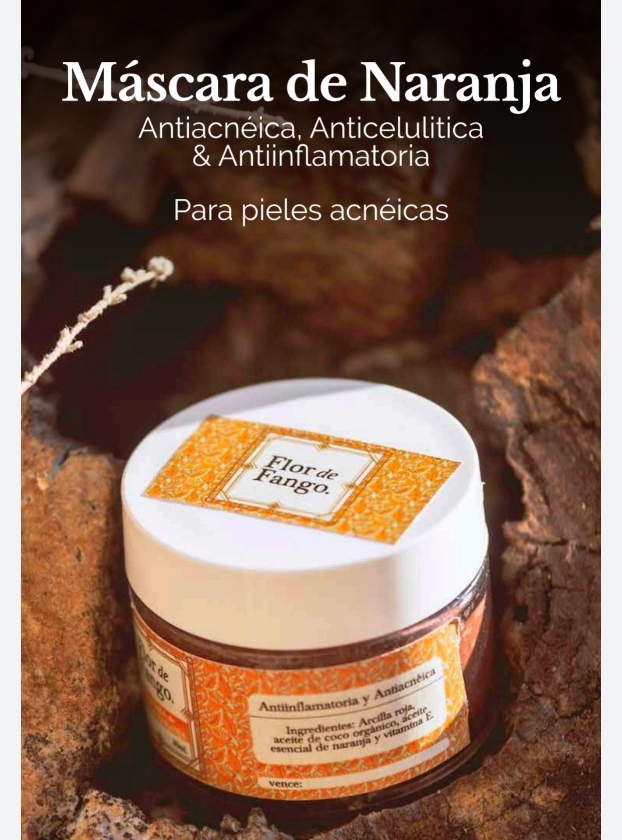 Máscara de Naranja
Antiacnéica, Anticelulitica
& Antiinflamatoria
Para pieles acnéicas
Flor de
Fango.
Flor de
Fango.
Antiinflamatoria y Antiacnéica
Ingredientes: Arcilla roja,
aceite de coco orgánico, aceite
esencial de naranja y vitamina E.
vence: